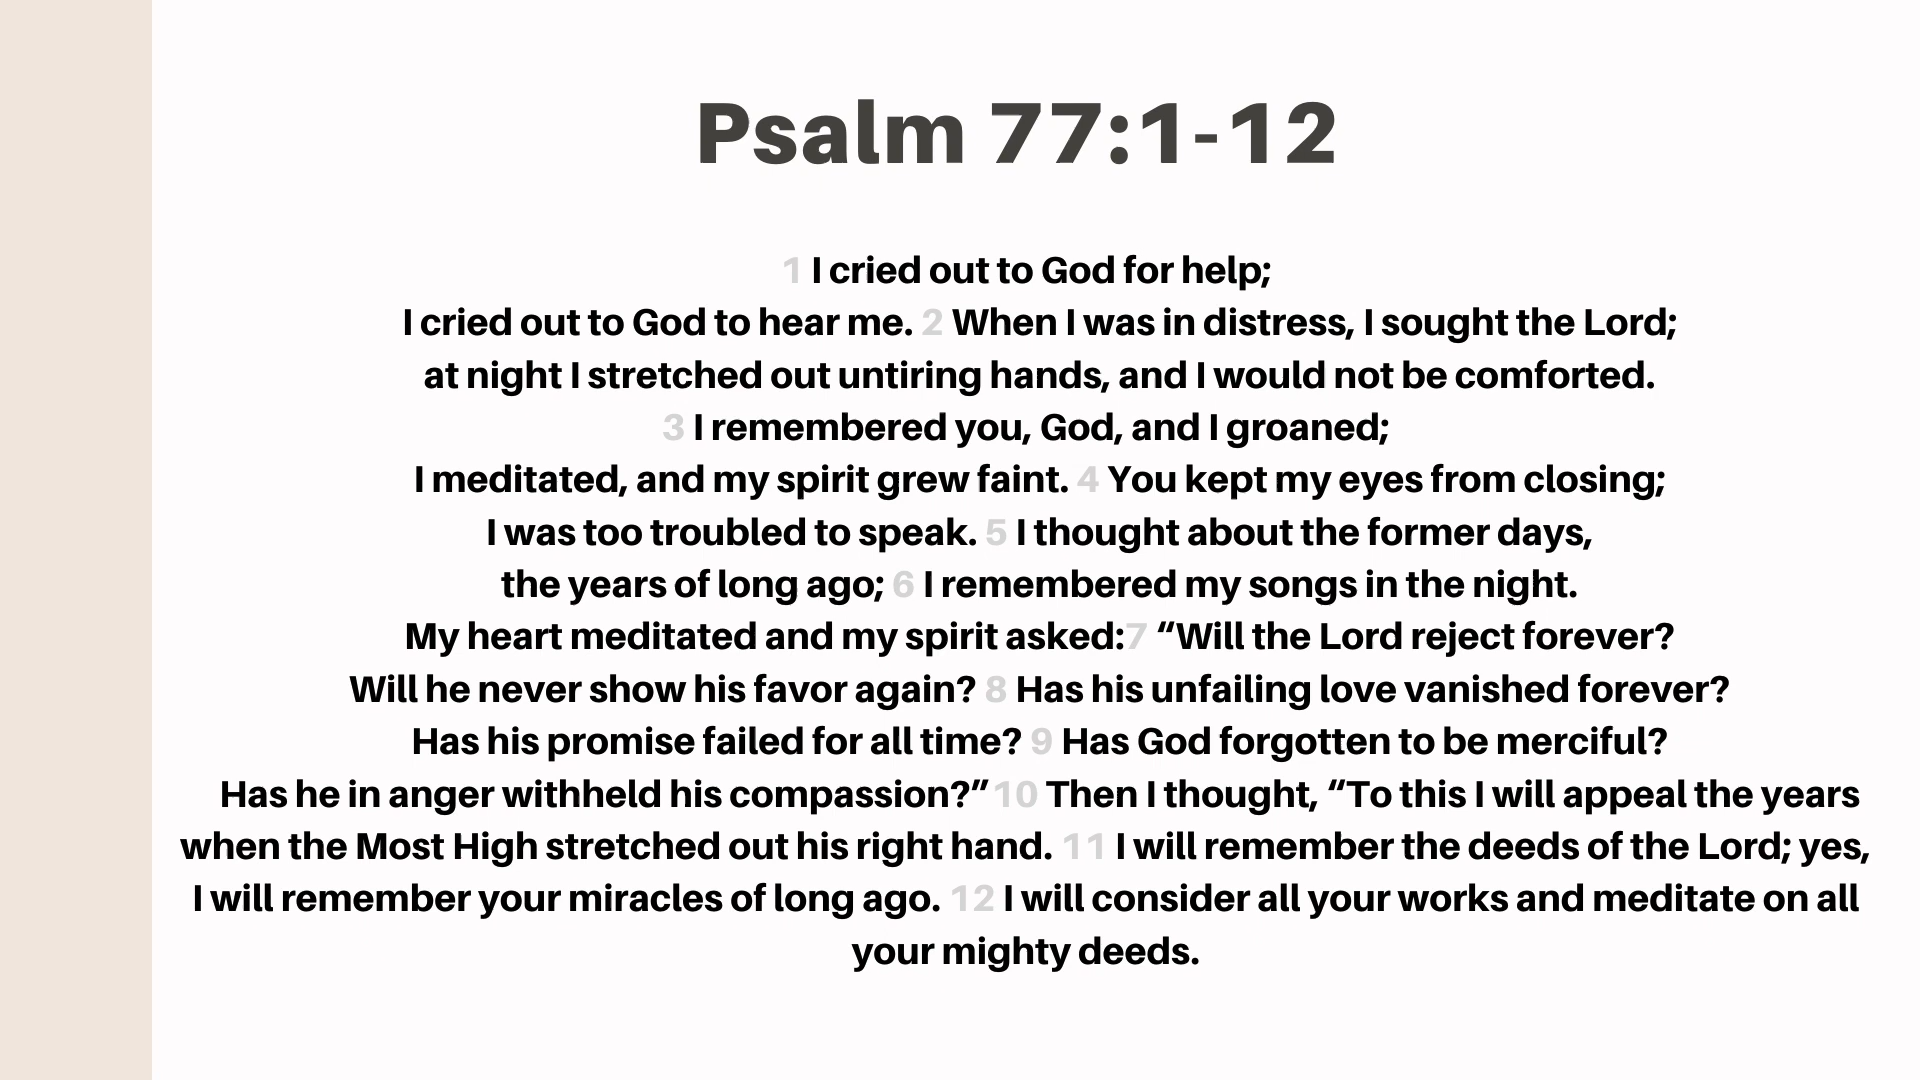 Psalm 77:1-12
1 I cried out to God for help;
I cried out to God to hear me. 2 When I was in distress, I sought the Lord;
at night I stretched out untiring hands, and I would not be comforted.
3 I remembered you, God, and I groaned;
I meditated, and my spirit grew faint. 4 You kept my eyes from closing;
I was too troubled to speak. 5 I thought about the former days,
the years of long ago; 6 I remembered my songs in the night.
My heart meditated and my spirit asked:7 “Will the Lord reject forever?
Will he never show his favor again? 8 Has his unfailing love vanished forever?
Has his promise failed for all time? 9 Has God forgotten to be merciful?
Has he in anger withheld his compassion?” 10 Then I thought, “To this I will appeal the years
when the Most High stretched out his right hand. 11 I will remember the deeds of the Lord; yes,
I will remember your miracles of long ago. 12 I will consider all your works and meditate on all
your mighty deeds.